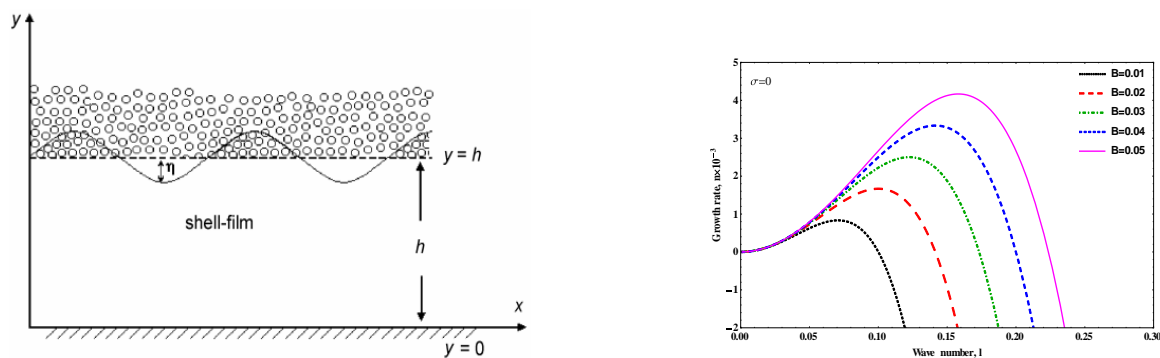 y
y = h
η
shell-film
h
x
y = 0
σ=0
B=0.01
B=0.02
B=0.03
B=0.04
B=0.05
Growth rate, n×10⁻³
5
4
3
2
1
0
-1
-2
0.00 0.05 0.10 0.15 0.20 0.25 0.30
Wave number, l